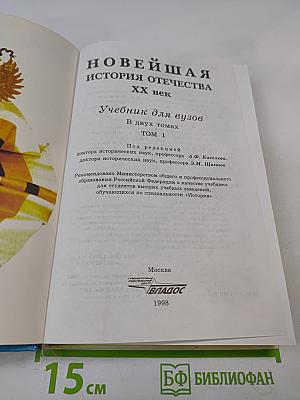 НОВЕЙШАЯ
ИСТОРИЯ ОТЕЧЕСТВА
XX век
Учебник для вузов
В двух томах
ТОМ 1
Под редакцией
доктора исторических наук, профессора А.Ф. Киселева,
доктора исторических наук, профессора Э.М. Щагина
Рекомендовано Министерством общего и профессионального
образования Российской Федерации в качестве учебника
для студентов высших учебных заведений,
обучающихся по специальности «История»
Москва
ВЛАДОС
1998
15 см
БФ БИБЛИОФАН